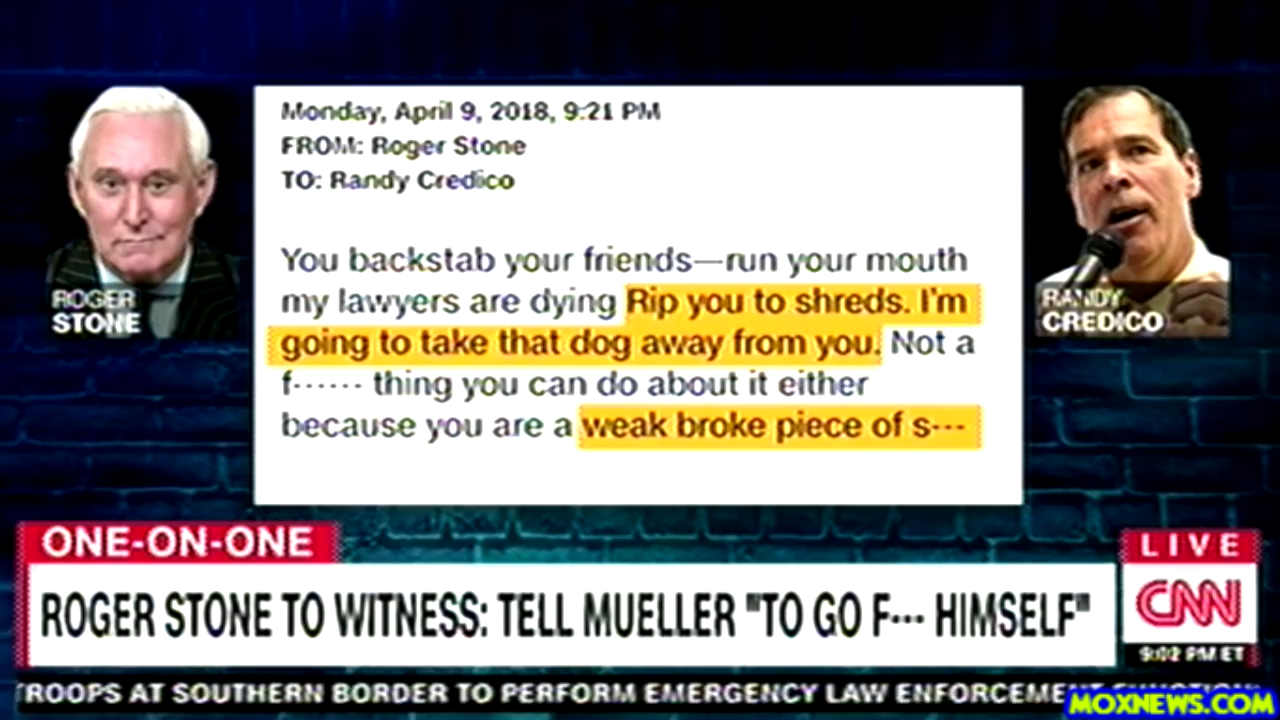 Monday, April 9, 2018, 9:21 PM
FROM: Roger Stone
TO: Randy Credico
You backstab your friends—run your mouth
my lawyers are dying Rip you to shreds. I'm
going to take that dog away from you. Not a
f------ thing you can do about it either
because you are a weak broke piece of s---
ROGER
STONE
RANDY
CREDICO
ONE-ON-ONE
ROGER STONE TO WITNESS: TELL MUELLER "TO GO F--- HIMSELF"
LIVE
CNN
9:02 PM ET
TROOPS AT SOUTHERN BORDER TO PERFORM EMERGENCY LAW
MOXNEWS.COM